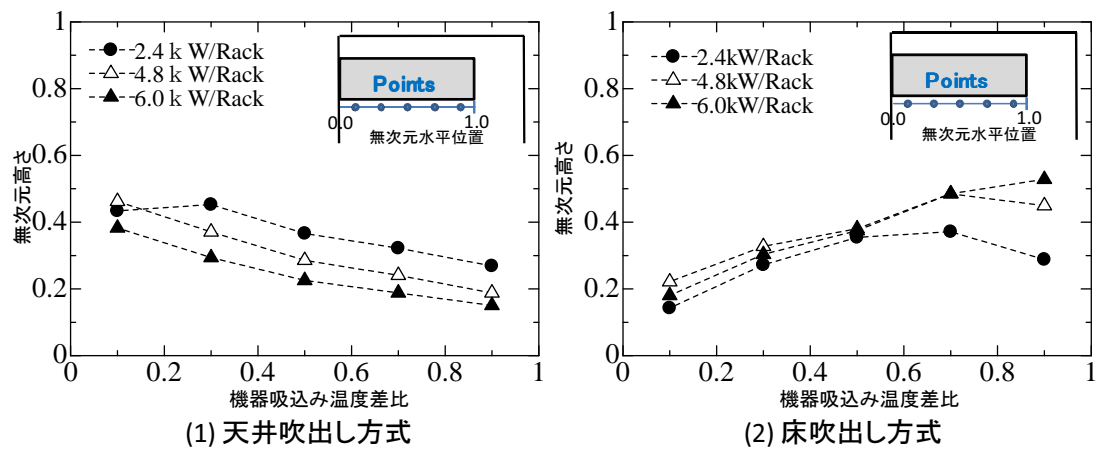 1
0.8
0.6
0.4
0.2
0
無次元高さ
2.4 k W/Rack
4.8 k W/Rack
6.0 k W/Rack
Points
0.0
1.0
無次元水平位置
0
0.2
0.4
0.6
0.8
1
機器吸込み温度差比
(1) 天井吹出し方式
1
0.8
0.6
0.4
0.2
0
無次元高さ
2.4kW/Rack
4.8kW/Rack
6.0kW/Rack
Points
0.0
1.0
無次元水平位置
0
0.2
0.4
0.6
0.8
1
機器吸込み温度差比
(2) 床吹出し方式